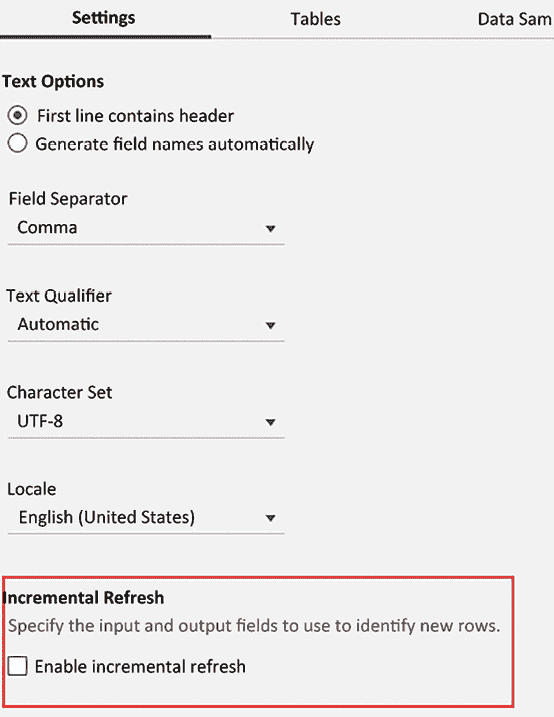 Settings Tables Data Sam
Text Options
First line contains header
Generate field names automatically
Field Separator
Comma
Text Qualifier
Automatic
Character Set
UTF-8
Locale
English (United States)
Incremental Refresh
Specify the input and output fields to use to identify new rows.
Enable incremental refresh